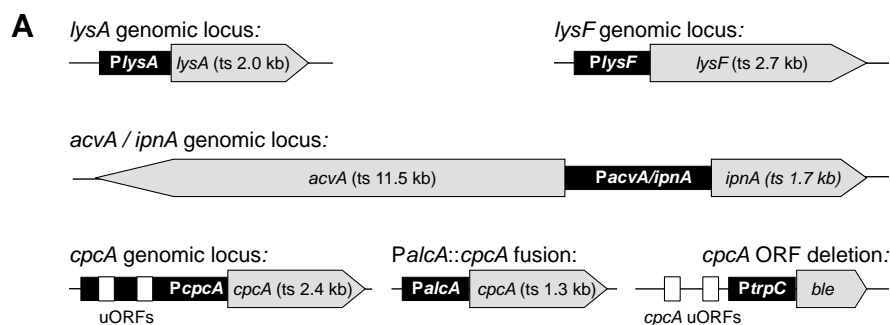 A
lysA genomic locus:
lysF genomic locus:
PlysA lysA (ts 2.0 kb)
PlysF lysF (ts 2.7 kb)
acvA / ipnA genomic locus:
acvA (ts 11.5 kb) PacvA/ipnA ipnA (ts 1.7 kb)
cpcA genomic locus:
PalcA::cpcA fusion:
cpcA ORF deletion:
PcpcA cpcA (ts 2.4 kb)
PalcA cpcA (ts 1.3 kb)
PtrpC ble
uORFs
cpcA uORFs